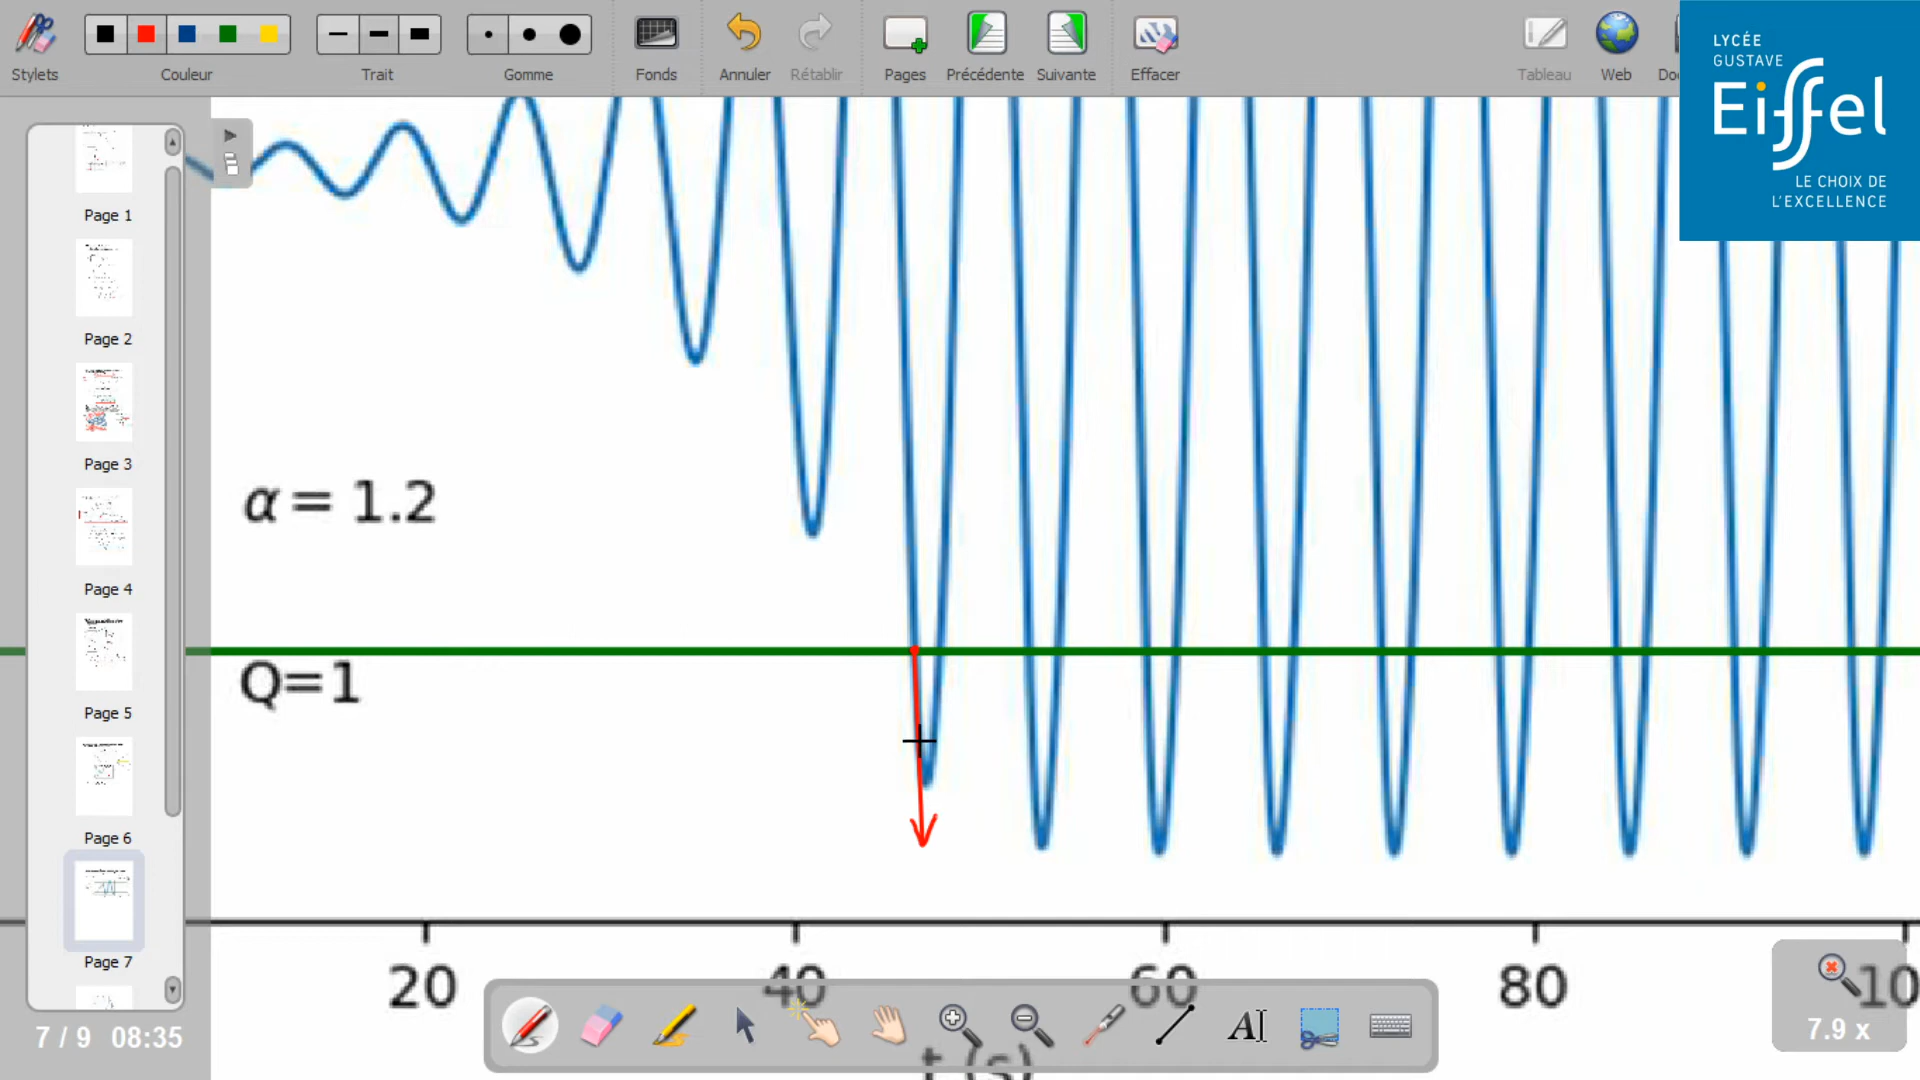 Stylets
Couleur
Trait
Gomme
Fonds
Annuler
Rétablir
Pages
Précédente
Suivante
Effacer
Tableau
Web
LYCÉE
GUSTAVE
Eiffel
LE CHOIX DE
L'EXCELLENCE
Page 1
Page 2
Page 3
Page 4
Page 5
Page 6
Page 7
α = 1.2
Q=1
20 40 60 80
t (s)
7 / 9 08:35
7.9 x